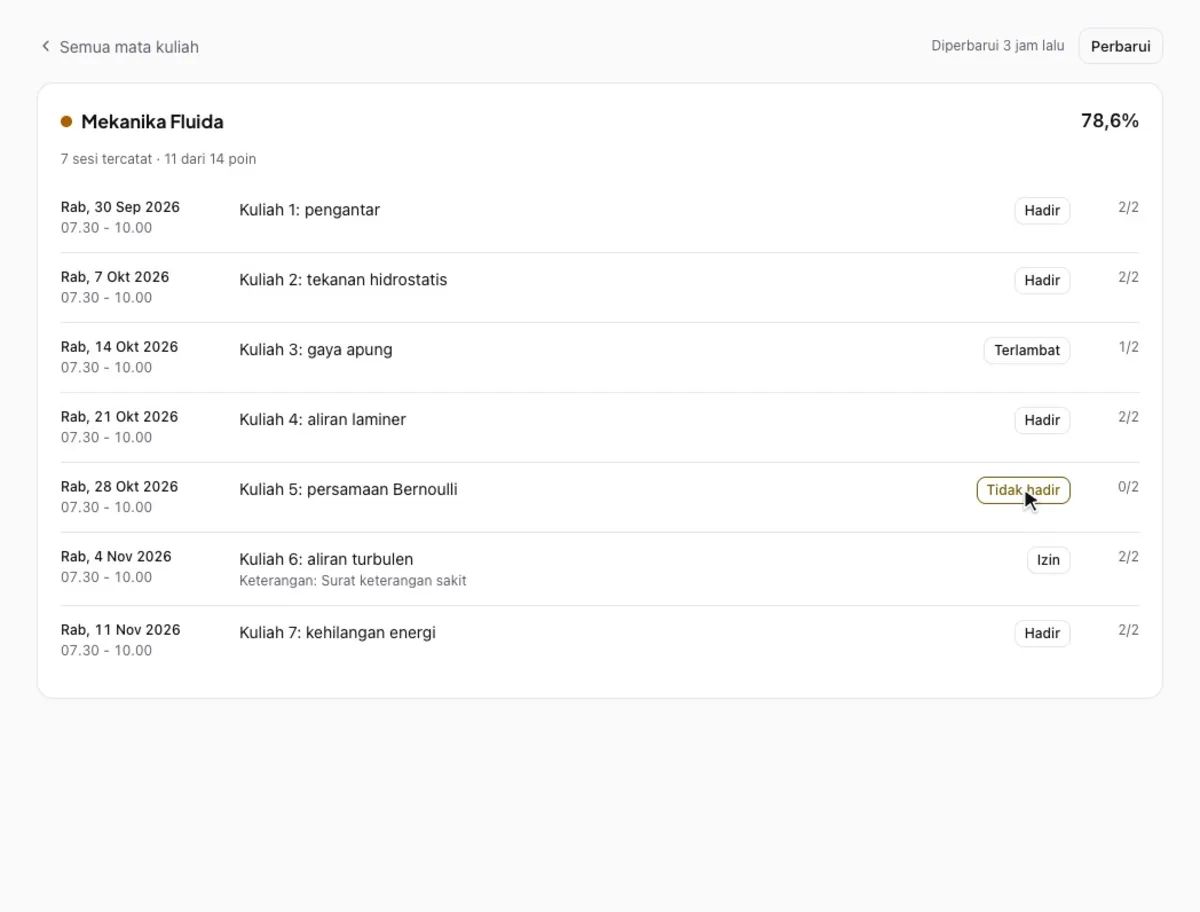 Semua mata kuliah
Diperbarui 3 jam lalu
Perbarui
Mekanika Fluida
78,6%
7 sesi tercatat · 11 dari 14 poin
Rab, 30 Sep 2026
07.30 - 10.00
Kuliah 1: pengantar
Hadir
2/2
Rab, 7 Okt 2026
07.30 - 10.00
Kuliah 2: tekanan hidrostatis
Hadir
2/2
Rab, 14 Okt 2026
07.30 - 10.00
Kuliah 3: gaya apung
Terlambat
1/2
Rab, 21 Okt 2026
07.30 - 10.00
Kuliah 4: aliran laminer
Hadir
2/2
Rab, 28 Okt 2026
07.30 - 10.00
Kuliah 5: persamaan Bernoulli
Tidak hadir
0/2
Rab, 4 Nov 2026
07.30 - 10.00
Kuliah 6: aliran turbulen
Keterangan: Surat keterangan sakit
Izin
2/2
Rab, 11 Nov 2026
07.30 - 10.00
Kuliah 7: kehilangan energi
Hadir
2/2